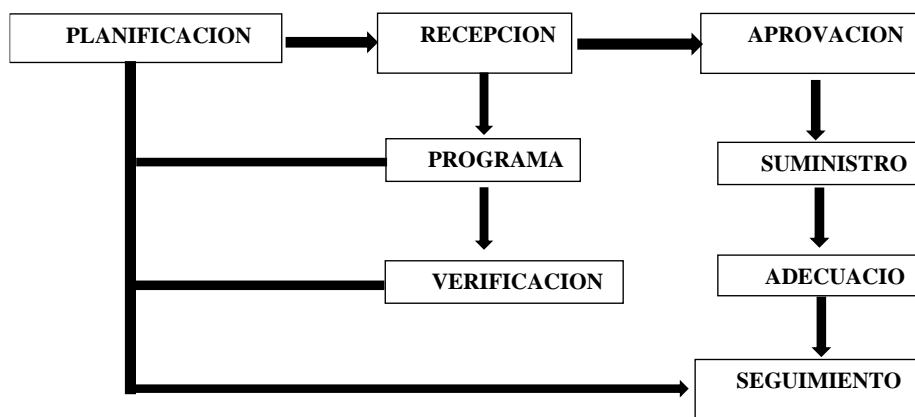 PLANIFICACION
RECEPCION
APROVACION
PROGRAMA
SUMINISTRO
VERIFICACION
ADECUACIO
SEGUIMIENTO